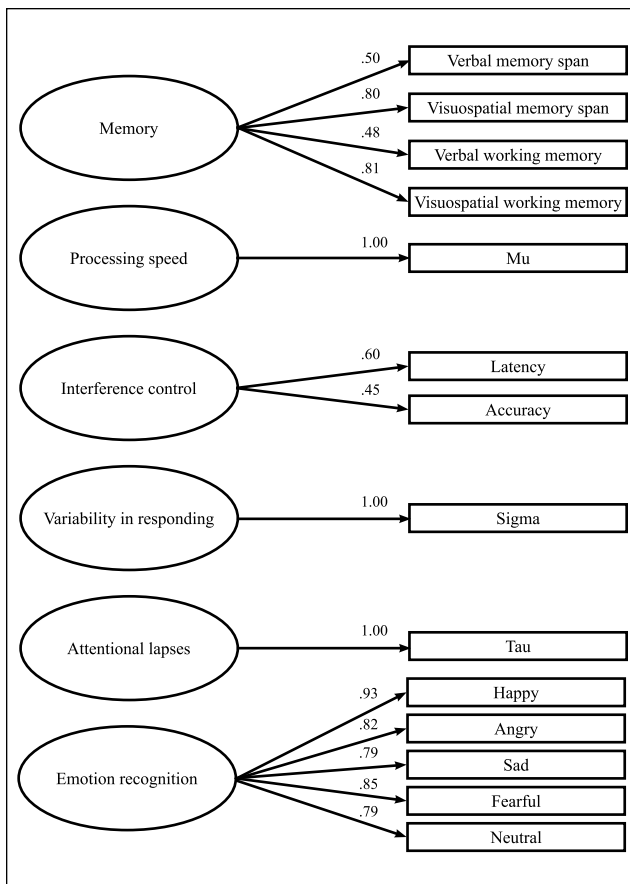 .50
Verbal memory span
.80
Visuospatial memory span
Memory
.48
Verbal working memory
.81
Visuospatial working memory
1.00
Processing speed
Mu
.60
Latency
Interference control
.45
Accuracy
1.00
Variability in responding
Sigma
1.00
Attentional lapses
Tau
.93
Happy
.82
Angry
.79
Sad
Emotion recognition
.85
Fearful
.79
Neutral